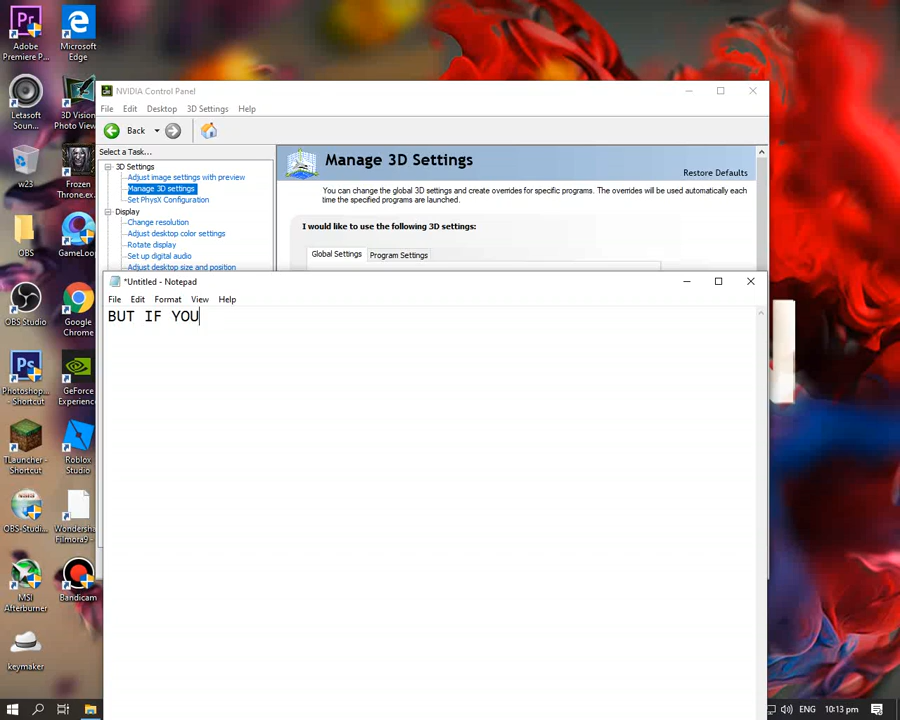 Adobe
Premiere P...
Microsoft
Edge
Letasoft
Soun...
3D Vision
Photo View...
w23
Frozen
Throne.ex...
OBS
GameLoop
OBS Studio
Google
Chrome
Photoshop...
- Shortcut
GeForce
Experience
TLauncher -
Shortcut
Roblox
Studio
OBS-Studi...
Wondersha
Filmora9 -
MSI
Afterburner
Bandicam
keymaker
NVIDIA Control Panel
File Edit Desktop 3D Settings Help
Back
Select a Task...
3D Settings
Adjust image settings with preview
Manage 3D settings
Set PhysX Configuration
Display
Change resolution
Adjust desktop color settings
Rotate display
Set up digital audio
Adjust desktop size and position
Manage 3D Settings
Restore Defaults
You can change the global 3D settings and create overrides for specific programs. The overrides will be used automatically each
time the specified programs are launched.
I would like to use the following 3D settings:
Global Settings Program Settings
*Untitled - Notepad
File Edit Format View Help
BUT IF YOU
ENG 10:13 pm